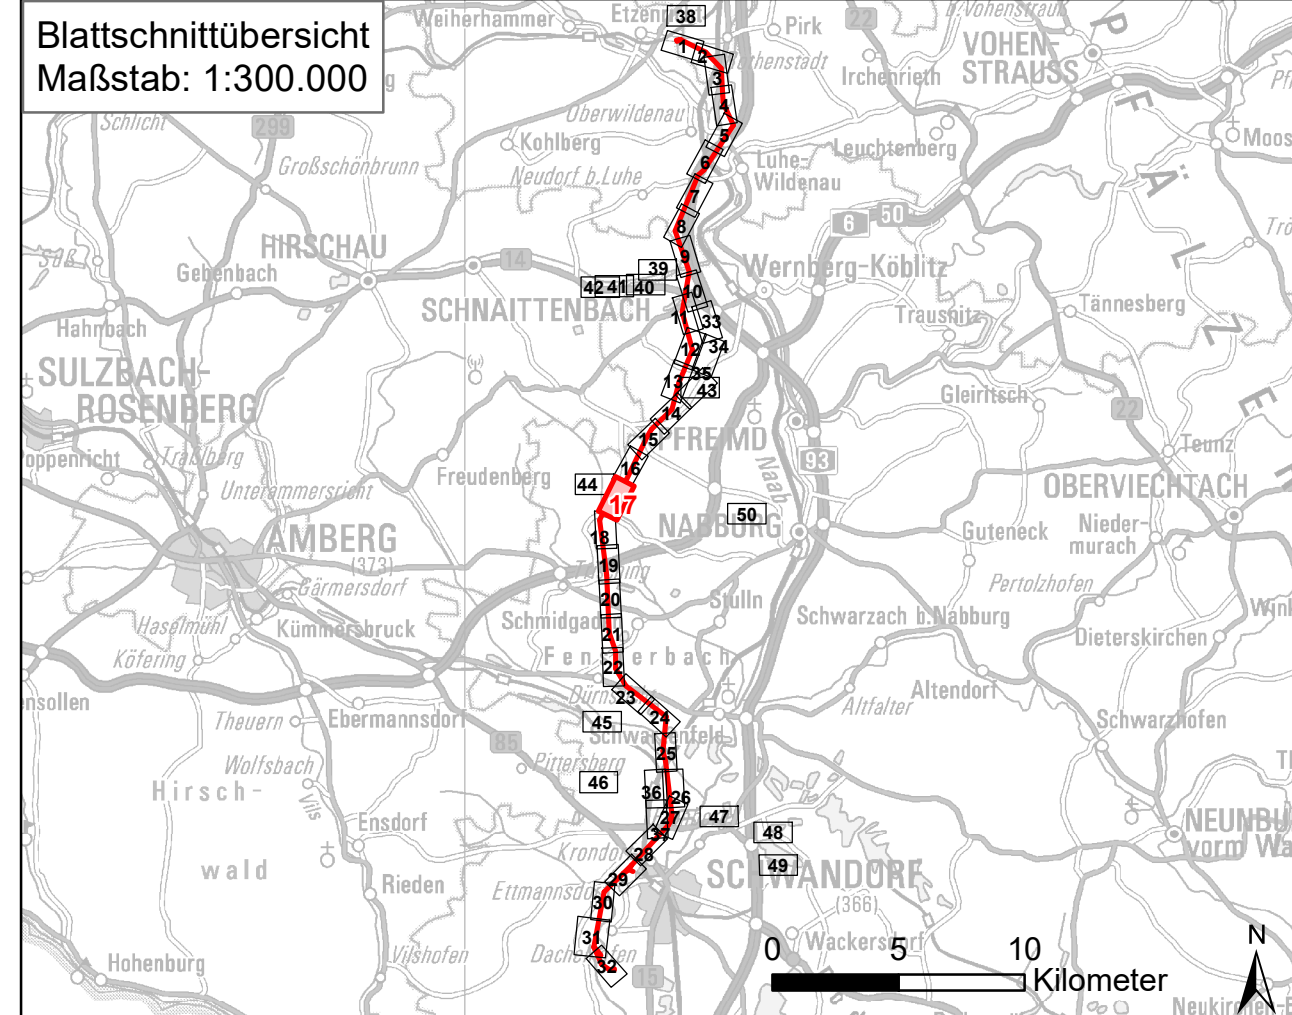 Blattschnittübersicht
Maßstab: 1:300.000
Weiherhammer
38
Pirk
22
VOHEN-
STRAUSS
Irchenrieth
1
2
3
4
5
6
7
8
9
10
11
12
13
14
15
16
17
18
19
20
21
22
23
24
25
26
27
28
29
30
31
32
33
34
35
36
37
39
40
41
42
43
44
45
46
47
48
49
50
Schlicht
299
Großschönbrunn
Oberwildenau
Kohlberg
Neudorf b.Luhe
Luhe-
Wildenau
Leuchtenberg
6
50
HIRSCHAU
14
Gebenbach
Hahnbach
SCHNAITTENBACH
Wernberg-Köblitz
Tännesberg
Trausnitz
SULZBACH-
ROSENBERG
Gleiritsch
22
Teunz
PFREIMD
Naab
93
Freudenberg
Unterammersricht
OBERVIECHTACH
NABBURG
AMBERG
(373)
Guteneck
Nieder-
murach
Pertolzhofen
Gärmersdorf
Haselmühl
Kümmersbruck
Köfering
Stulln
Schwarzach b.Nabburg
Dieterskirchen
Altendorf
Altfalter
Theuern
Ebermannsdorf
Schwarzhofen
85
Pittersberg
Wolfsbach
Hirsch-
wald
Vils
Ensdorf
Rieden
Vilshofen
Hohenburg
SCHWANDORF
(366)
Wackersdorf
15
0 5 10
Kilometer
N
P
F
Ä
L
Z
E